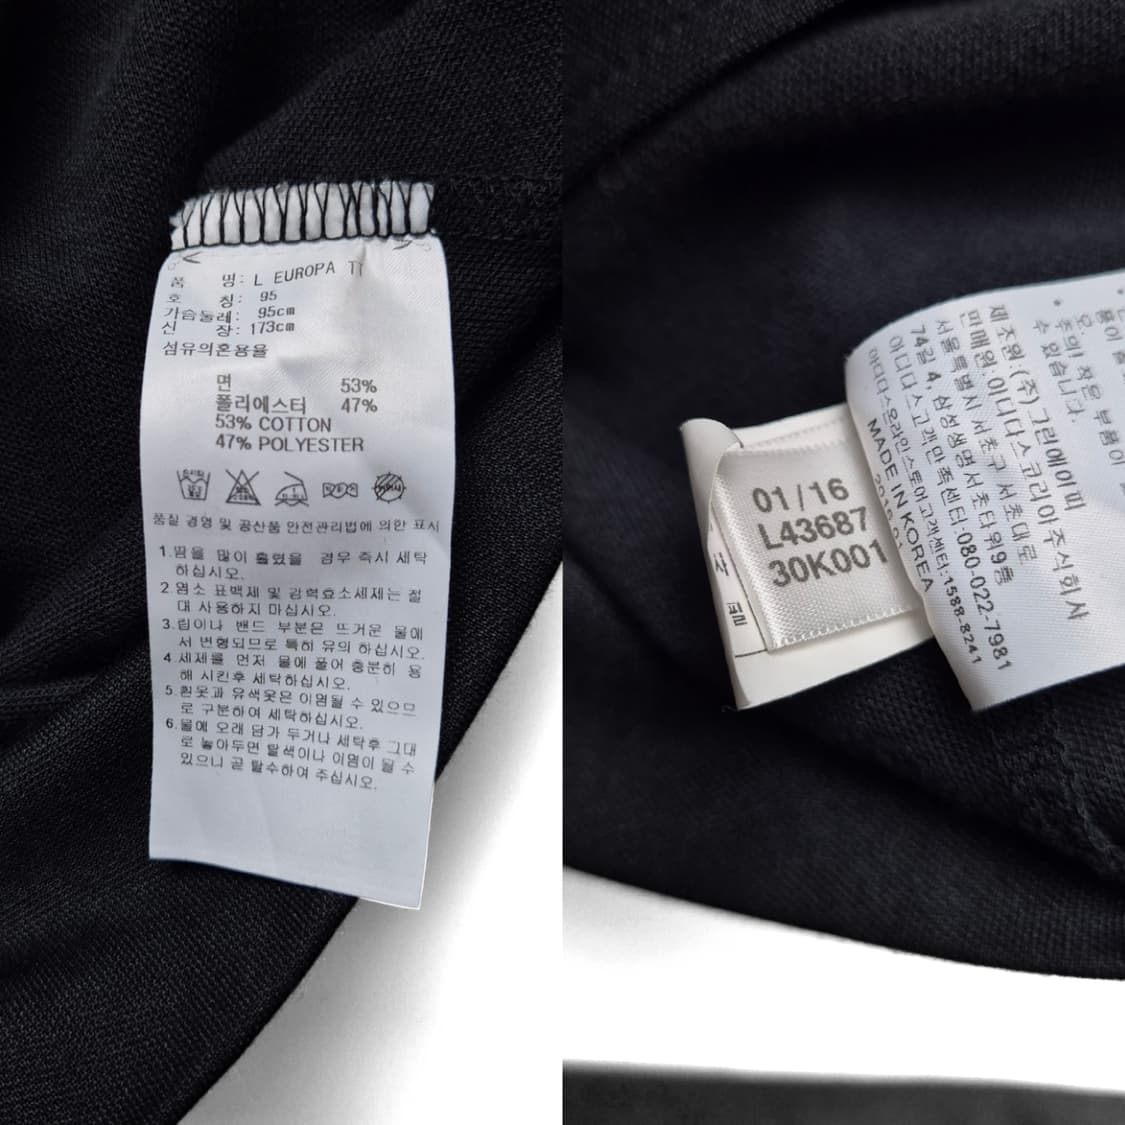 품 명: L EUROPA TT
호 칭: 95
가슴둘레: 95cm
신 장: 173cm
섬유의혼용율
면 53%
폴리에스터 47%
53% COTTON
47% POLYESTER
품질 경영 및 공산품 안전관리법에 의한 표시
1.땀을 많이 흘렸을 경우 즉시 세탁
하십시오.
2.염소 표백제 및 강력효소세제는 절
대 사용하지 마십시오.
3.립이나 밴드 부분은 뜨거운 물에
서 변형되므로 특히 유의 하십시오.
4.세제를 먼저 물에 풀어 충분히 용
해 시킨후 세탁하십시오.
5.흰옷과 유색옷은 이염될 수 있으므
로 구분하여 세탁하십시오.
6.물에 오래 담가 두거나 세탁후 그대
로 놓아두면 탈색이나 이염이 될 수
있으니 곧 탈수하여 주십시오.
01/16
L43687
30K001
주의! 작은 부품이
수 있습니다.
제조원:(주)그린에이피
판매원:아디다스코리아주식회사
서울특별시 서초구 서초대로
74길 4, 삼성생명서초타워9층
아디다스고객만족센터:080-022-7981
아디다스온라인스토어고객센터:1588-8241
MADE IN KOREA
2016.01